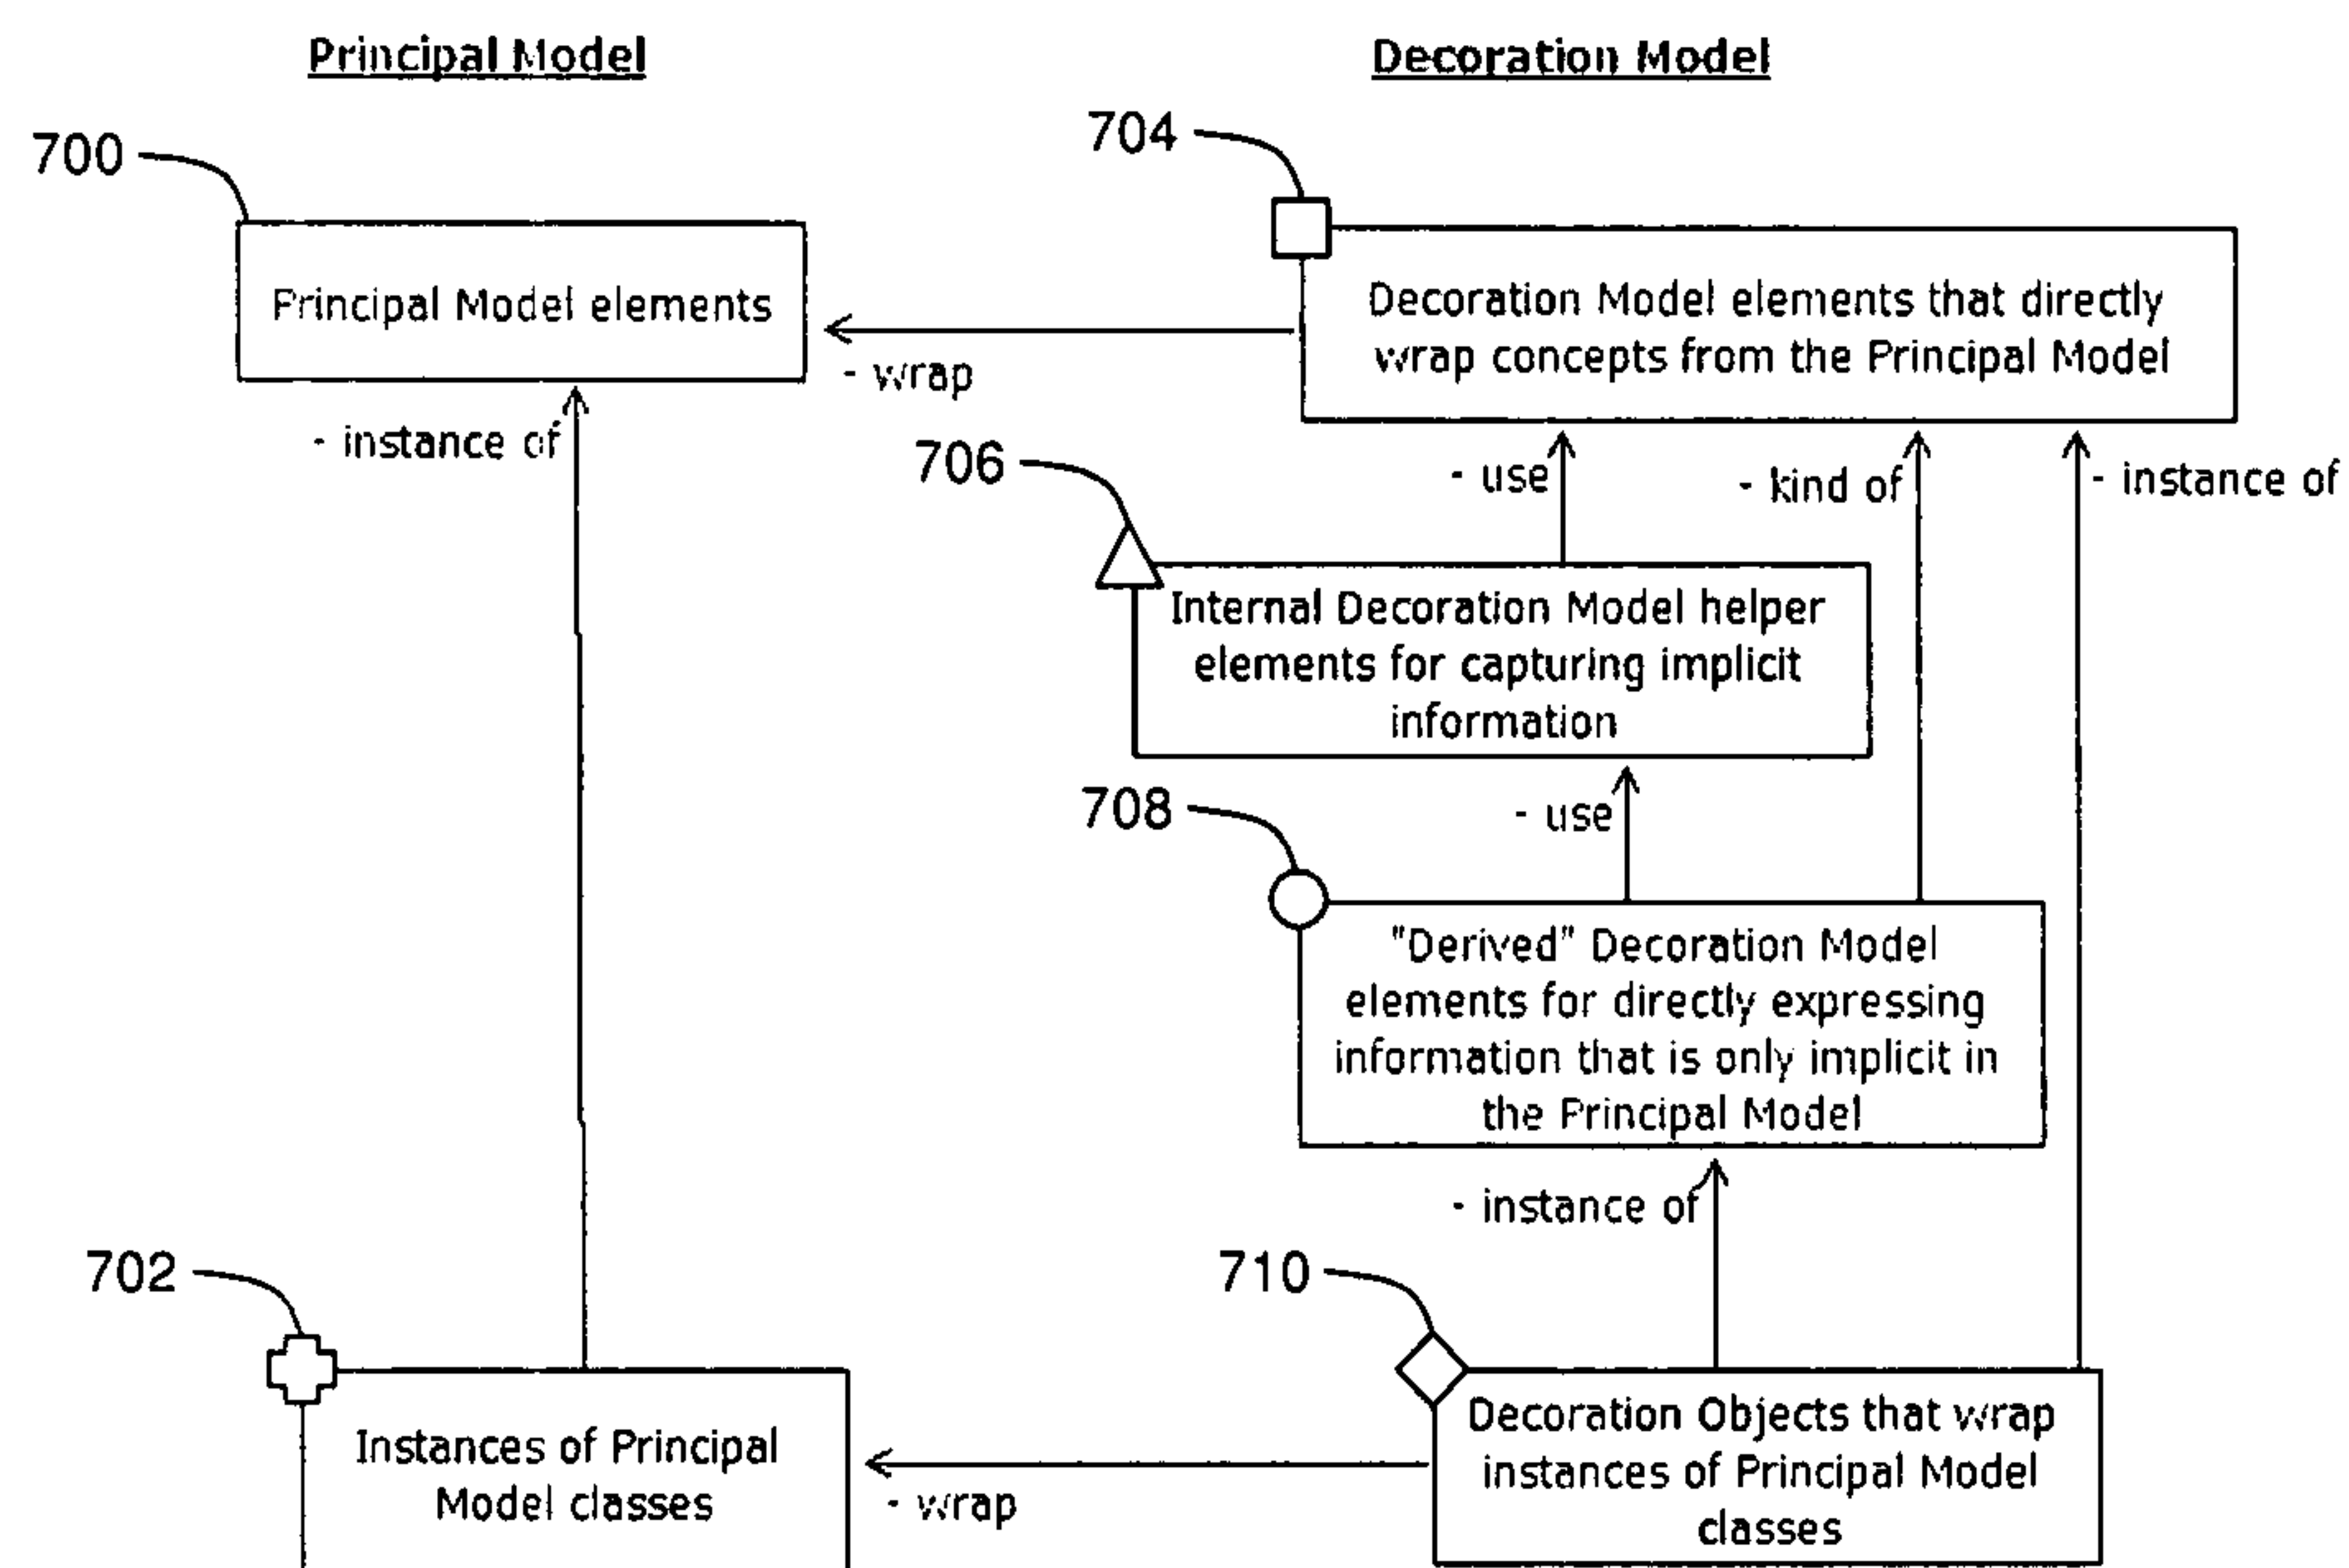 Principal Model
Decoration Model
700
704
Principal Model elements
Decoration Model elements that directly
wrap concepts from the Principal Model
- wrap
- instance of
706
- use
- kind of
- instance of
Internal Decoration Model helper
elements for capturing implicit
information
708
- use
"Derived" Decoration Model
elements for directly expressing
information that is only implicit in
the Principal Model
- instance of
702
710
Instances of Principal
Model classes
- wrap
Decoration Objects that wrap
instances of Principal Model
classes